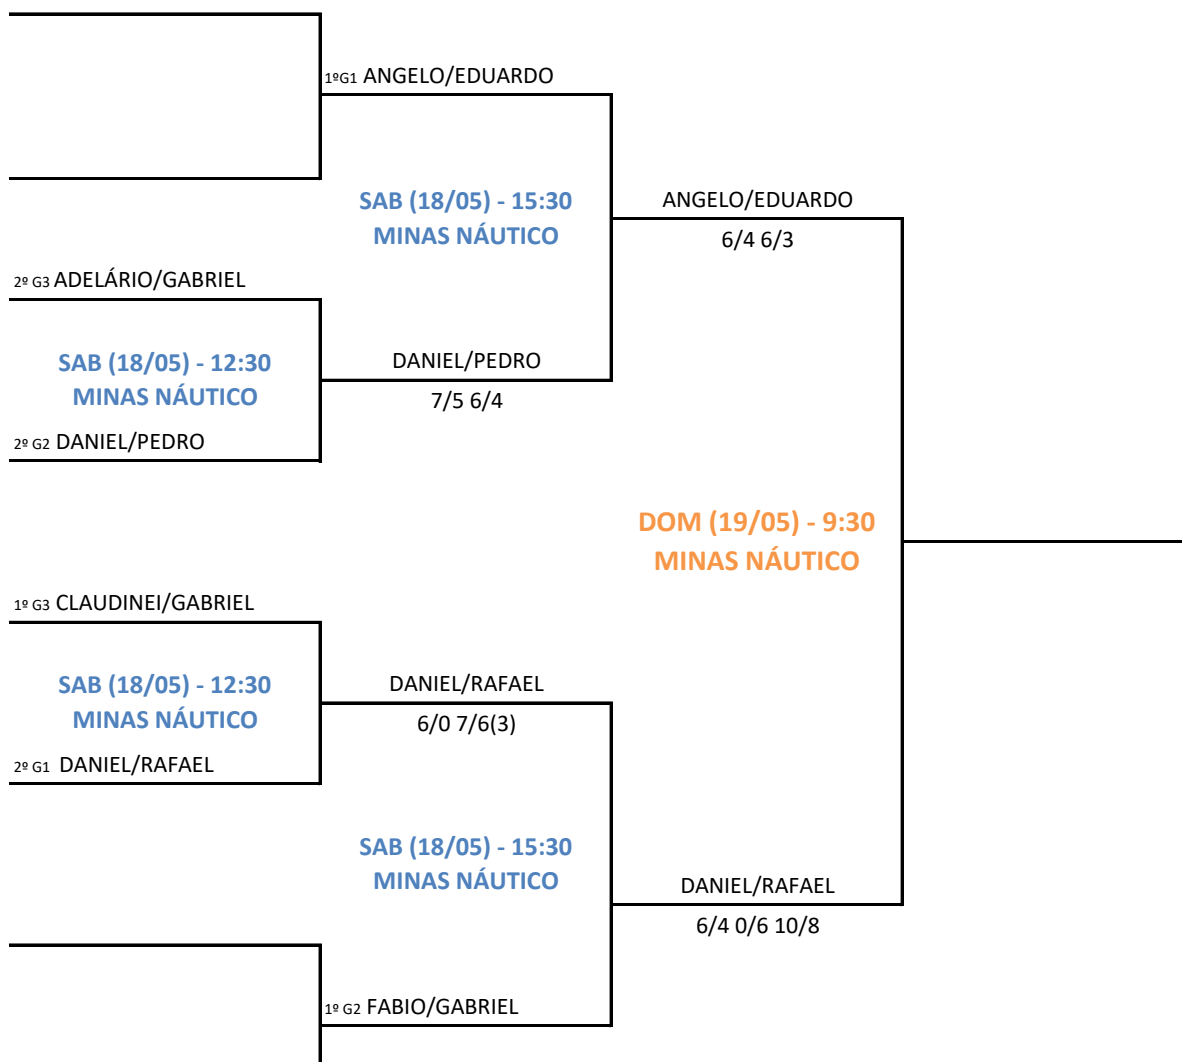 1ºG1 ANGELO/EDUARDO
SAB (18/05) - 15:30
MINAS NÁUTICO
ANGELO/EDUARDO
6/4 6/3
2º G3 ADELÁRIO/GABRIEL
SAB (18/05) - 12:30
MINAS NÁUTICO
DANIEL/PEDRO
7/5 6/4
2º G2 DANIEL/PEDRO
DOM (19/05) - 9:30
MINAS NÁUTICO
1º G3 CLAUDINEI/GABRIEL
SAB (18/05) - 12:30
MINAS NÁUTICO
DANIEL/RAFAEL
6/0 7/6(3)
2º G1 DANIEL/RAFAEL
SAB (18/05) - 15:30
MINAS NÁUTICO
DANIEL/RAFAEL
6/4 0/6 10/8
1º G2 FABIO/GABRIEL